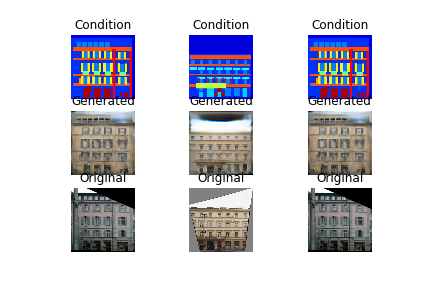 Condition Condition Condition
Generated Generated Generated
Original Original Original